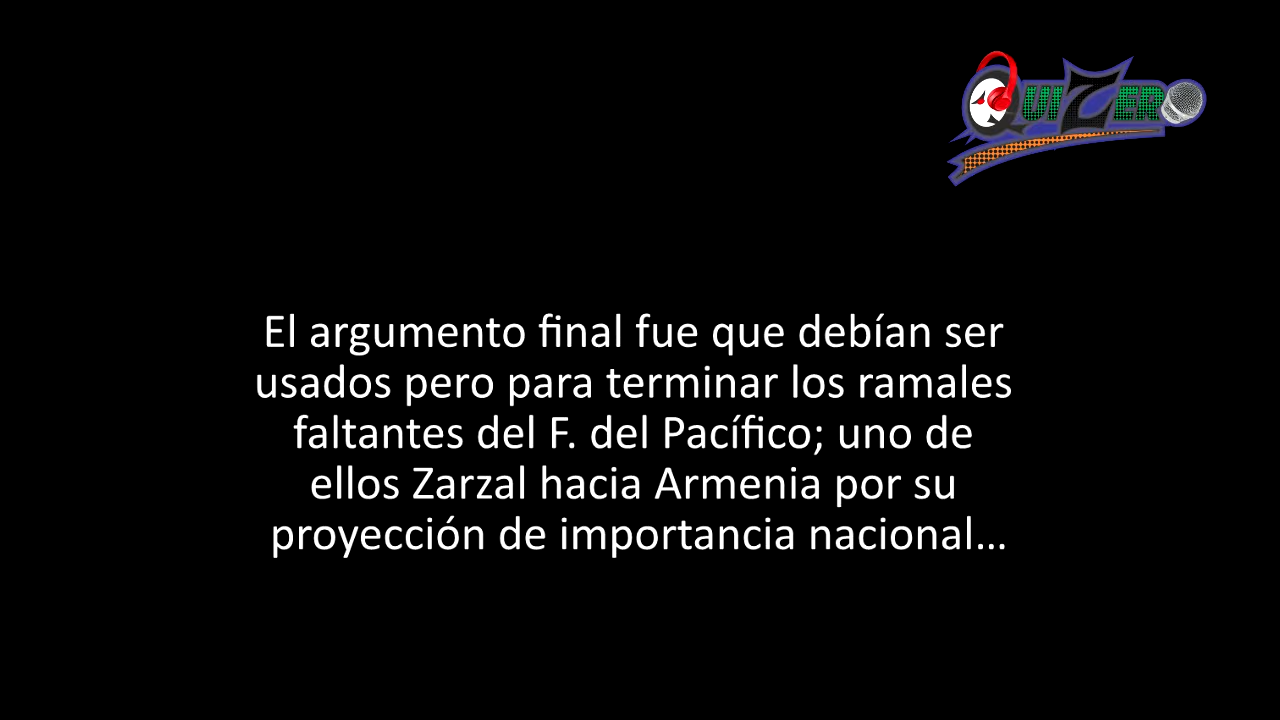 QUIZER
El argumento final fue que debían ser
usados pero para terminar los ramales
faltantes del F. del Pacífico; uno de
ellos Zarzal hacia Armenia por su
proyección de importancia nacional...